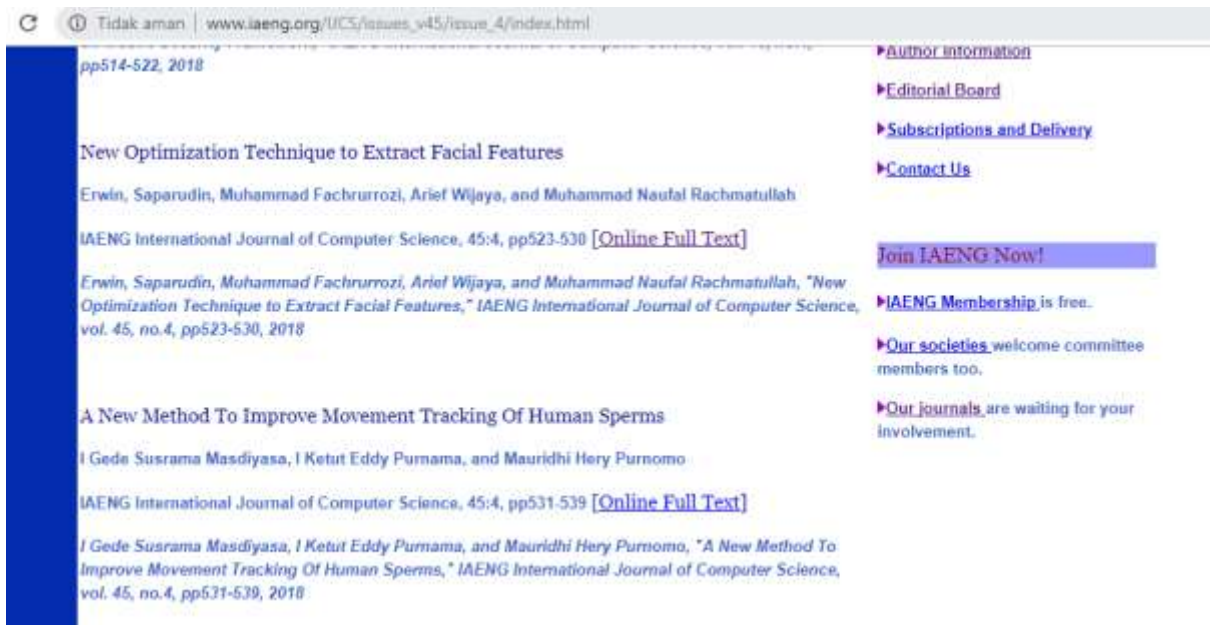 Tidak aman | www.iaeng.org/IJCS/issues_v45/issue_4/index.html
pp514-522, 2018
New Optimization Technique to Extract Facial Features
Erwin, Saparudin, Muhammad Fachrurrozi, Arief Wijaya, and Muhammad Naufal Rachmatullah
IAENG International Journal of Computer Science, 45:4, pp523-530 [Online Full Text]
Erwin, Saparudin, Muhammad Fachrurrozi, Arief Wijaya, and Muhammad Naufal Rachmatullah, "New
Optimization Technique to Extract Facial Features," IAENG International Journal of Computer Science,
vol. 45, no.4, pp523-530, 2018
A New Method To Improve Movement Tracking Of Human Sperms
I Gede Susrama Masdiyasa, I Ketut Eddy Purnama, and Mauridhi Hery Purnomo
IAENG International Journal of Computer Science, 45:4, pp531-539 [Online Full Text]
I Gede Susrama Masdiyasa, I Ketut Eddy Purnama, and Mauridhi Hery Purnomo, "A New Method To
Improve Movement Tracking Of Human Sperms," IAENG International Journal of Computer Science,
vol. 45, no.4, pp531-539, 2018
Author Information
Editorial Board
Subscriptions and Delivery
Contact Us
Join IAENG Now!
IAENG Membership is free.
Our societies welcome committee
members too.
Our journals are waiting for your
involvement.